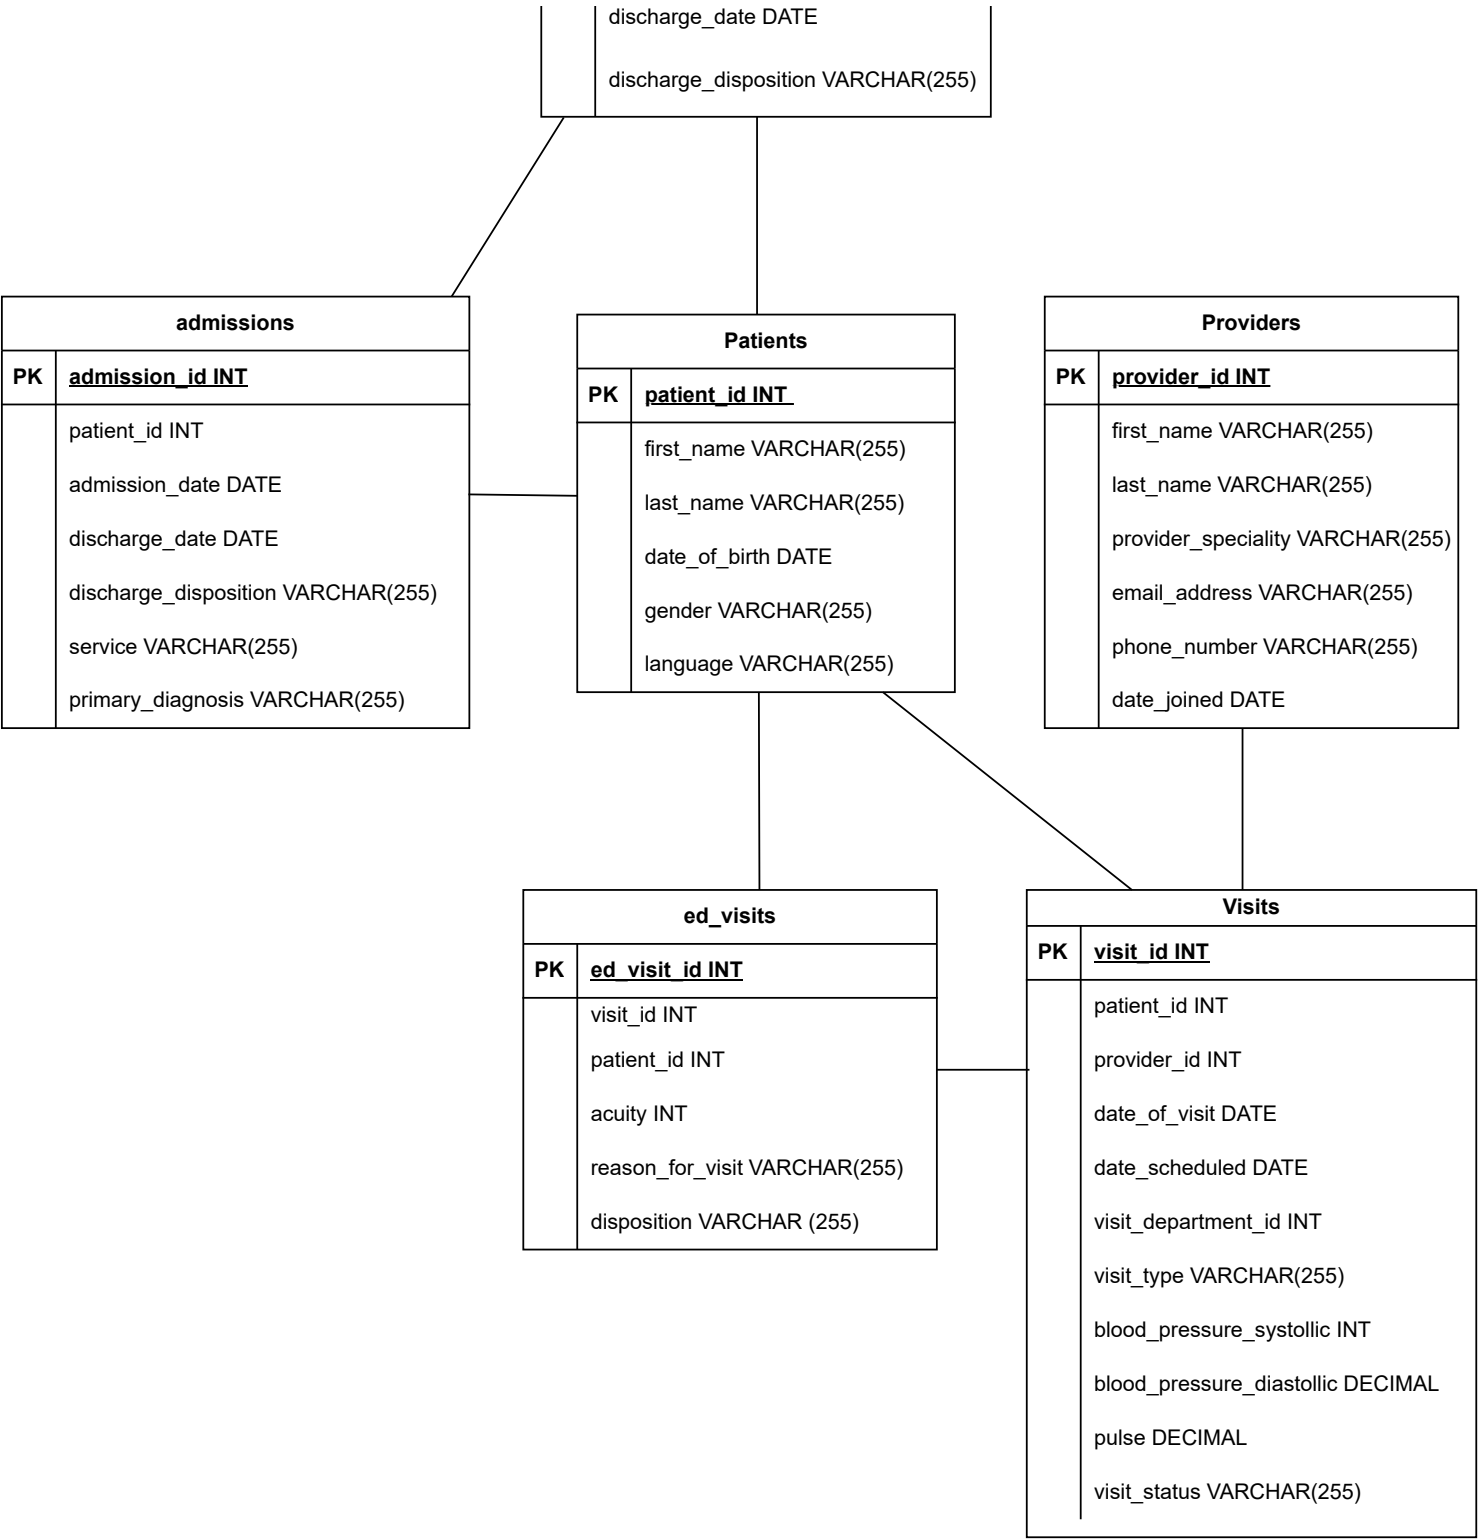 discharge_date DATE
discharge_disposition VARCHAR(255)
admissions
PK admission_id INT
patient_id INT
admission_date DATE
discharge_date DATE
discharge_disposition VARCHAR(255)
service VARCHAR(255)
primary_diagnosis VARCHAR(255)
Patients
PK patient_id INT
first_name VARCHAR(255)
last_name VARCHAR(255)
date_of_birth DATE
gender VARCHAR(255)
language VARCHAR(255)
Providers
PK provider_id INT
first_name VARCHAR(255)
last_name VARCHAR(255)
provider_speciality VARCHAR(255)
email_address VARCHAR(255)
phone_number VARCHAR(255)
date_joined DATE
ed_visits
PK ed_visit_id INT
visit_id INT
patient_id INT
acuity INT
reason_for_visit VARCHAR(255)
disposition VARCHAR (255)
Visits
PK visit_id INT
patient_id INT
provider_id INT
date_of_visit DATE
date_scheduled DATE
visit_department_id INT
visit_type VARCHAR(255)
blood_pressure_systollic INT
blood_pressure_diastollic DECIMAL
pulse DECIMAL
visit_status VARCHAR(255)